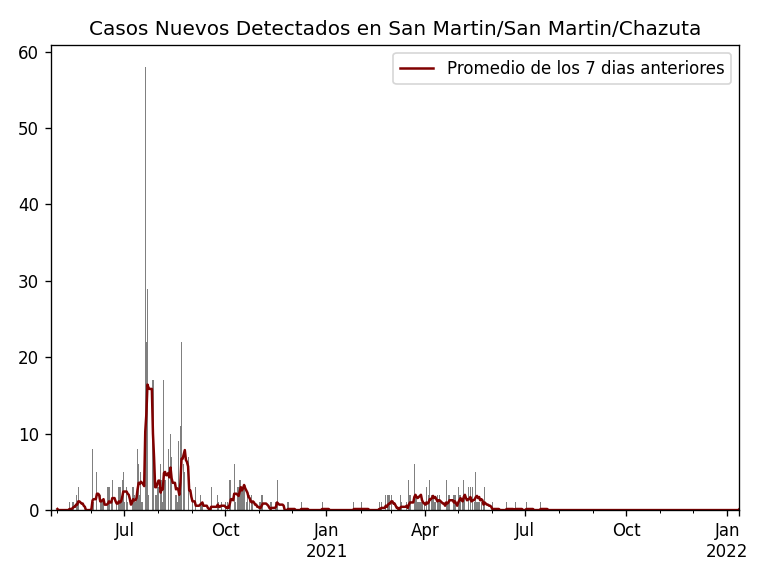 Casos Nuevos Detectados en San Martin/San Martin/Chazuta
Promedio de los 7 dias anteriores
60
50
40
30
20
10
0
Jul
Oct
Jan
2021
Apr
Jul
Oct
Jan
2022